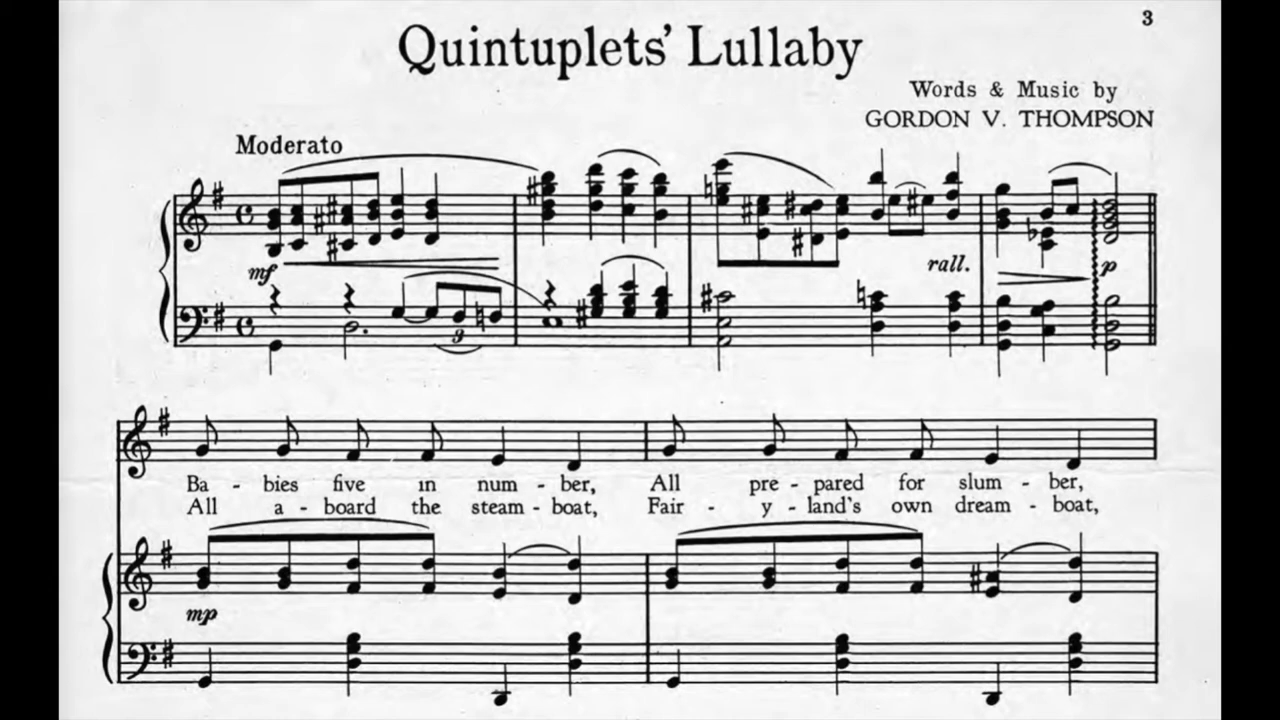 3
Quintuplets' Lullaby
Words & Music by
GORDON V. THOMPSON
Moderato
mf
rall.
p
3
Ba - bies five in num - ber, All pre - pared for slum - ber,
All a - board the steam - boat, Fair - y - land's own dream - boat,
mp